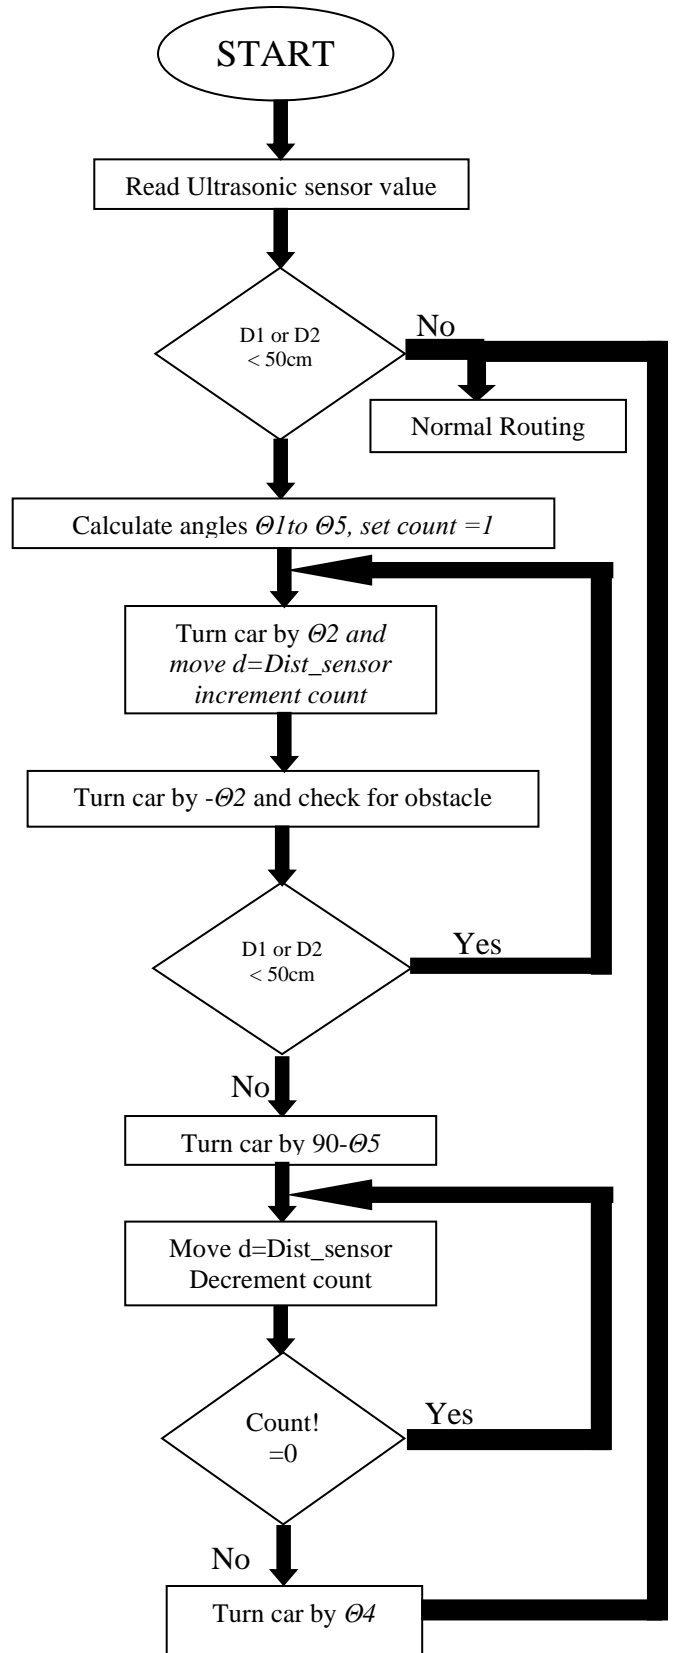 START
Read Ultrasonic sensor value
D1 or D2
< 50cm
No
Normal Routing
Calculate angles Θ1to Θ5, set count =1
Turn car by Θ2 and
move d=Dist_sensor
increment count
Turn car by -Θ2 and check for obstacle
D1 or D2
< 50cm
Yes
No
Turn car by 90-Θ5
Move d=Dist_sensor
Decrement count
Count!
=0
Yes
No
Turn car by Θ4